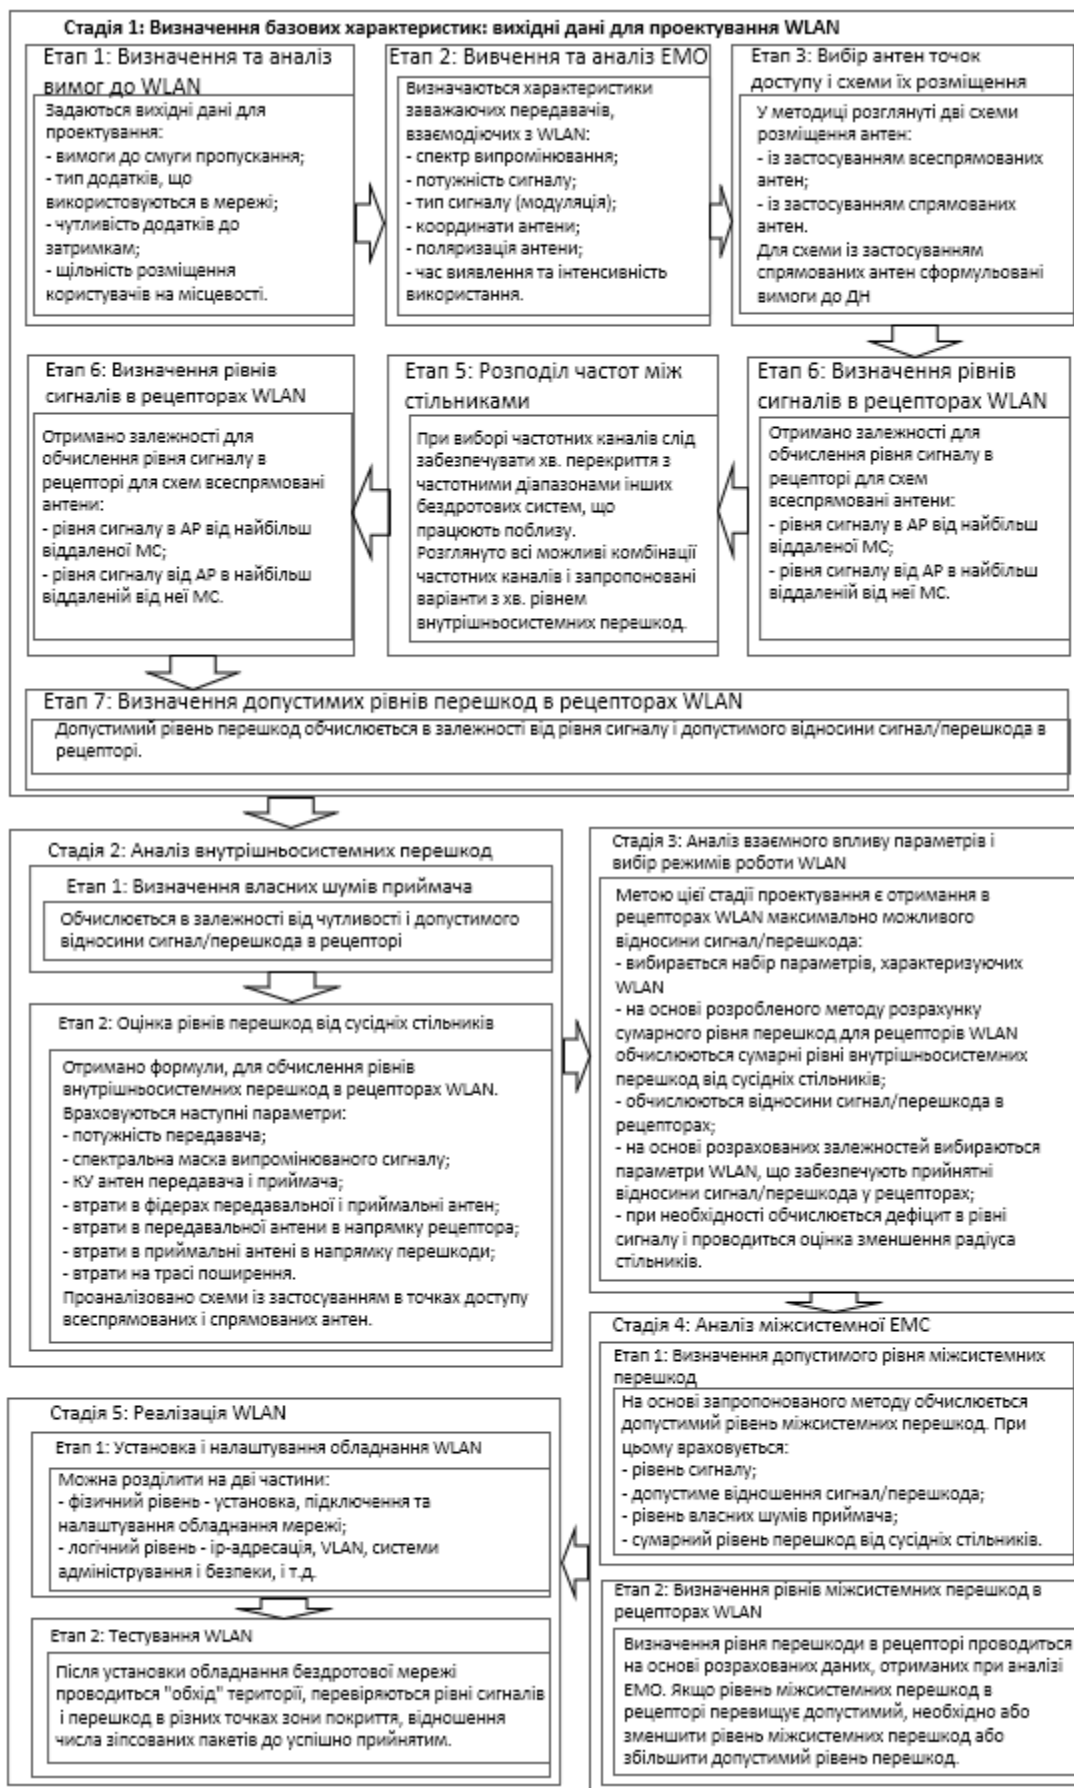 Стадія 1: Визначення базових характеристик: вихідні дані для проектування WLAN
Етап 1: Визначення та аналіз
вимог до WLAN
Задаються вихідні дані для
проектування:
- вимоги до смуги пропускання;
- тип додатків, що
використовуються в мережі;
- чутливість додатків до
затримкам;
- щільність розміщення
користувачів на місцевості.
Етап 2: Вивчення та аналіз ЕМО
Визначаються характеристики
заважаючих передавачів,
взаємодіючих з WLAN:
- спектр випромінювання;
- потужність сигналу;
- тип сигналу (модуляція);
- координати антени;
- поляризація антени;
- час виявлення та інтенсивність
використання.
Етап 3: Вибір антен точок
доступу і схеми їх розміщення
У методиці розглянуті дві схеми
розміщення антен:
- із застосуванням всеспрямованих
антен;
- із застосуванням спрямованих
антен.
Для схеми із застосуванням
спрямованих антен сформульовані
вимоги до ДН
Етап 6: Визначення рівнів
сигналів в рецепторах WLAN
Отримано залежності для
обчислення рівня сигналу в
рецепторі для схем всеспрямовані
антени:
- рівня сигналу в АР від найбільш
віддаленої МС;
- рівня сигналу від АР в найбільш
віддаленій від неї МС.
Етап 5: Розподіл частот між
стільниками
При виборі частотних каналів слід
забезпечувати хв. перекриття з
частотними діапазонами інших
бездротових систем, що
працюють поблизу.
Розглянуто всі можливі комбінації
частотних каналів і запропоновані
варіанти з хв. рівнем
внутрішньосистемних перешкод.
Етап 6: Визначення рівнів
сигналів в рецепторах WLAN
Отримано залежності для
обчислення рівня сигналу в
рецепторі для схем
всеспрямовані антени:
- рівня сигналу в АР від найбільш
віддаленої МС;
- рівня сигналу від АР в найбільш
віддаленій від неї МС.
Етап 7: Визначення допустимих рівнів перешкод в рецепторах WLAN
Допустимий рівень перешкод обчислюється в залежності від рівня сигналу і допустимого відносини сигнал/перешкода в
рецепторі.
Стадія 2: Аналіз внутрішньосистемних перешкод
Етап 1: Визначення власних шумів приймача
Обчислюється в залежності від чутливості і допустимого
відносини сигнал/перешкода в рецепторі
Етап 2: Оцінка рівнів перешкод від сусідніх стільників
Отримано формули, для обчислення рівнів
внутрішньосистемних перешкод в рецепторах WLAN.
Враховуються наступні параметри:
- потужність передавача;
- спектральна маска випромінюваного сигналу;
- КУ антен передавача і приймача;
- втрати в фідерах передавальної і приймальні антен;
- втрати в передавальної антени в напрямку рецептора;
- втрати в приймальні антені в напрямку перешкоди;
- втрати на трасі поширення.
Проаналізовано схеми із застосуванням в точках доступу
всеспрямованих і спрямованих антен.
Стадія 3: Аналіз взаємного впливу параметрів і
вибір режимів роботи WLAN
Метою цієї стадії проектування є отримання в
рецепторах WLAN максимально можливого
відносини сигнал/перешкода:
- вибирається набір параметрів, характеризуючих
WLAN
- на основі розробленого методу розрахунку
сумарного рівня перешкод для рецепторів WLAN
обчислюються сумарні рівні внутрішньосистемних
перешкод від сусідніх стільників;
- обчислюються відносини сигнал/перешкода в
рецепторах;
- на основі розрахованих залежностей вибираються
параметри WLAN, що забезпечують прийнятні
відносини сигнал/перешкода у рецепторах;
- при необхідності обчислюється дефіцит в рівні
сигналу і проводиться оцінка зменшення радіуса
стільників.
Стадія 4: Аналіз міжсистемної ЕМС
Етап 1: Визначення допустимого рівня міжсистемних
перешкод
На основі запропонованого методу обчислюється
допустимий рівень міжсистемних перешкод. При
цьому враховується:
- рівень сигналу;
- допустиме відношення сигнал/перешкода;
- рівень власних шумів приймача;
- сумарний рівень перешкод від сусідніх стільників.
Етап 2: Визначення рівнів міжсистемних перешкод в
рецепторах WLAN
Визначення рівня перешкоди в рецепторі проводиться
на основі розрахованих даних, отриманих при аналізі
ЕМО. Якщо рівень міжсистемних перешкод в
рецепторі перевищує допустимий, необхідно або
зменшити рівень міжсистемних перешкод або
збільшити допустимий рівень перешкод.
Стадія 5: Реалізація WLAN
Етап 1: Установка і налаштування обладнання WLAN
Можна розділити на дві частини:
- фізичний рівень - установка, підключення та
налаштування обладнання мережі;
- логічний рівень - ip-адресація, VLAN, системи
адміністрування і безпеки, і т.д.
Етап 2: Тестування WLAN
Після установки обладнання бездротової мережі
проводиться "обхід" території, перевіряються рівні сигналів
і перешкод в різних точках зони покриття, відношення
числа зіпсованих пакетів до успішно прийнятим.